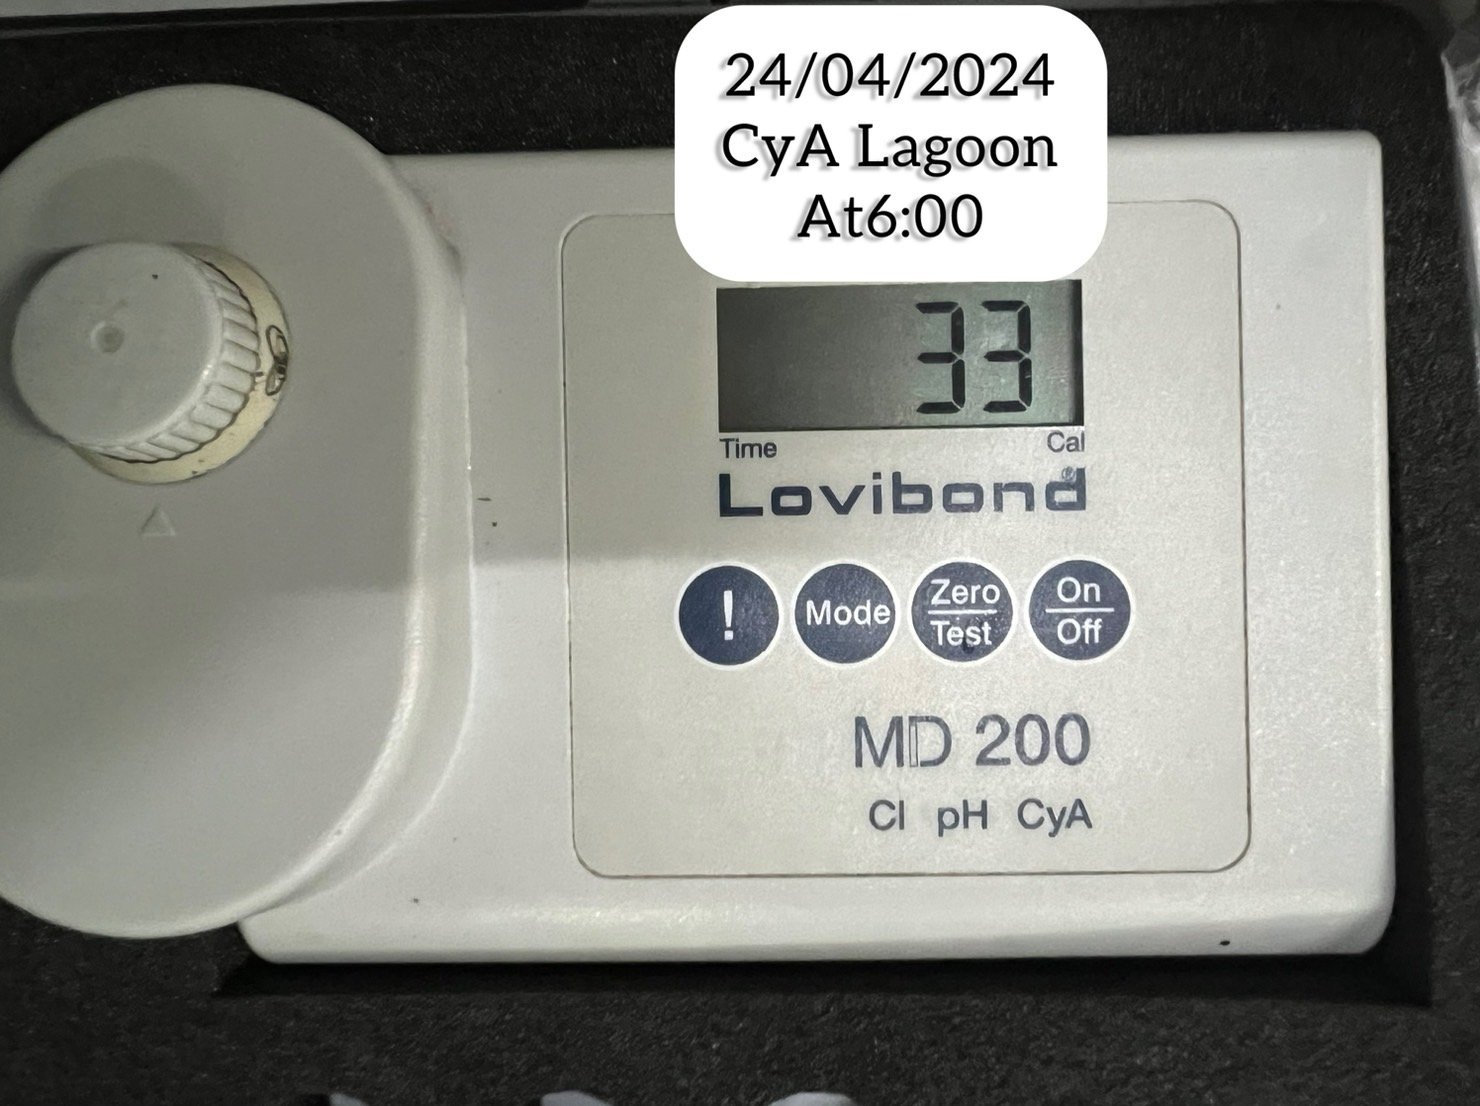 24/04/2024
CyA Lagoon
At6:00
33
Time Cal
Lovibond®
! Mode Zero On
Test Off
MD 200
Cl pH CyA